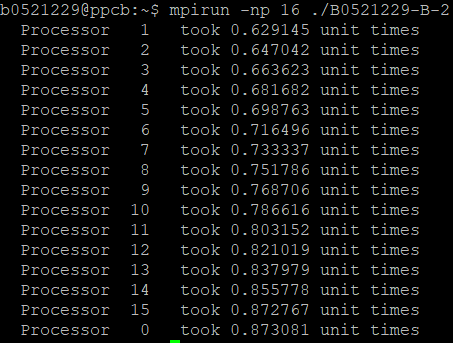 b0521229@ppcb:~$ mpirun -np 16 ./B0521229-B-2
Processor 1 took 0.629145 unit times
Processor 2 took 0.647042 unit times
Processor 3 took 0.663623 unit times
Processor 4 took 0.681682 unit times
Processor 5 took 0.698763 unit times
Processor 6 took 0.716496 unit times
Processor 7 took 0.733337 unit times
Processor 8 took 0.751786 unit times
Processor 9 took 0.768706 unit times
Processor 10 took 0.786616 unit times
Processor 11 took 0.803152 unit times
Processor 12 took 0.821019 unit times
Processor 13 took 0.837979 unit times
Processor 14 took 0.855778 unit times
Processor 15 took 0.872767 unit times
Processor 0 took 0.873081 unit times